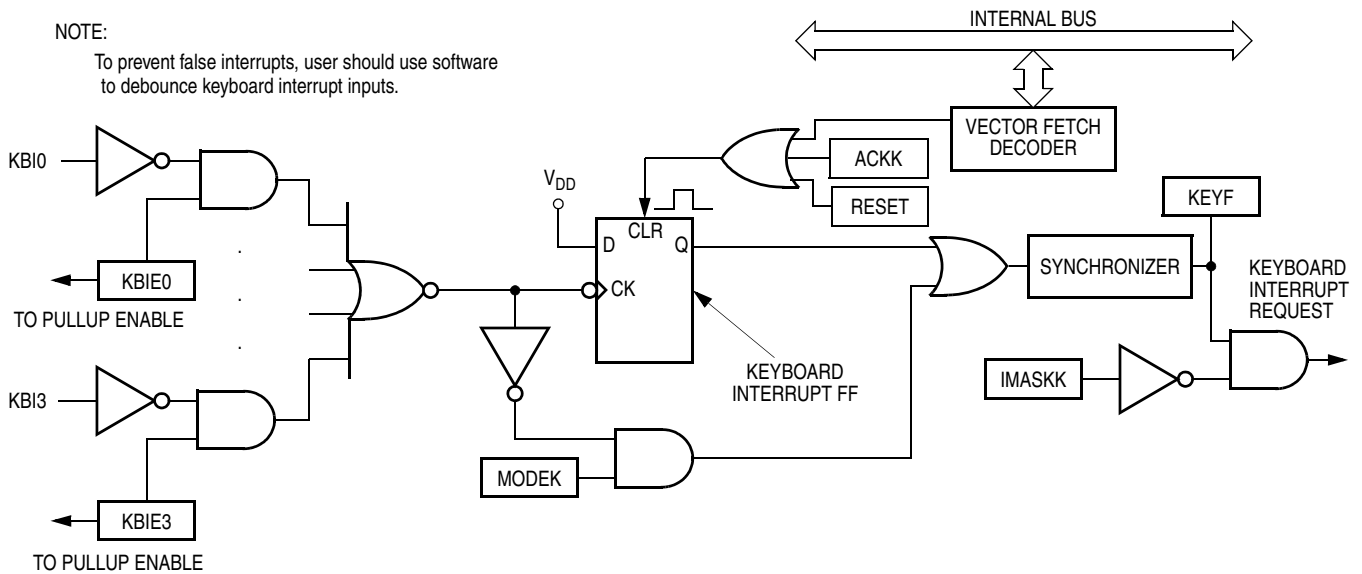 NOTE:
To prevent false interrupts, user should use software
to debounce keyboard interrupt inputs.
INTERNAL BUS
VECTOR FETCH
DECODER
ACKK
RESET
KBI0
KBIE0
TO PULLUP ENABLE
VDD
D
CLR
Q
CK
KEYBOARD
INTERRUPT FF
SYNCHRONIZER
KEYF
KEYBOARD
INTERRUPT
REQUEST
IMASKK
KBI3
MODEK
KBIE3
TO PULLUP ENABLE